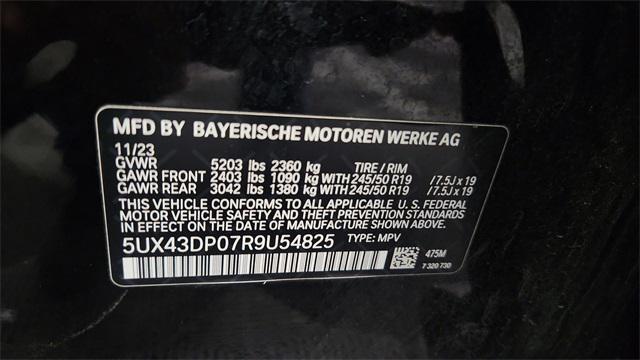 MFD BY BAYERISCHE MOTOREN WERKE AG
11/23
GVWR 5203 lbs 2360 kg TIRE / RIM
GAWR FRONT 2403 lbs 1090 kg WITH 245/50 R19 / 7.5J x 19
GAWR REAR 3042 lbs 1380 kg WITH 245/50 R19 / 7.5J x 19
THIS VEHICLE CONFORMS TO ALL APPLICABLE U. S. FEDERAL
MOTOR VEHICLE SAFETY, BUMPER, AND THEFT PREVENTION STANDARDS
IN EFFECT ON THE DATE OF MANUFACTURE SHOWN ABOVE.
5UX43DP07R9U54825 TYPE: MPV
475M
7 320 730